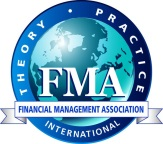 THEORY PRACTICE
FMA
FINANCIAL MANAGEMENT ASSOCIATION
INTERNATIONAL